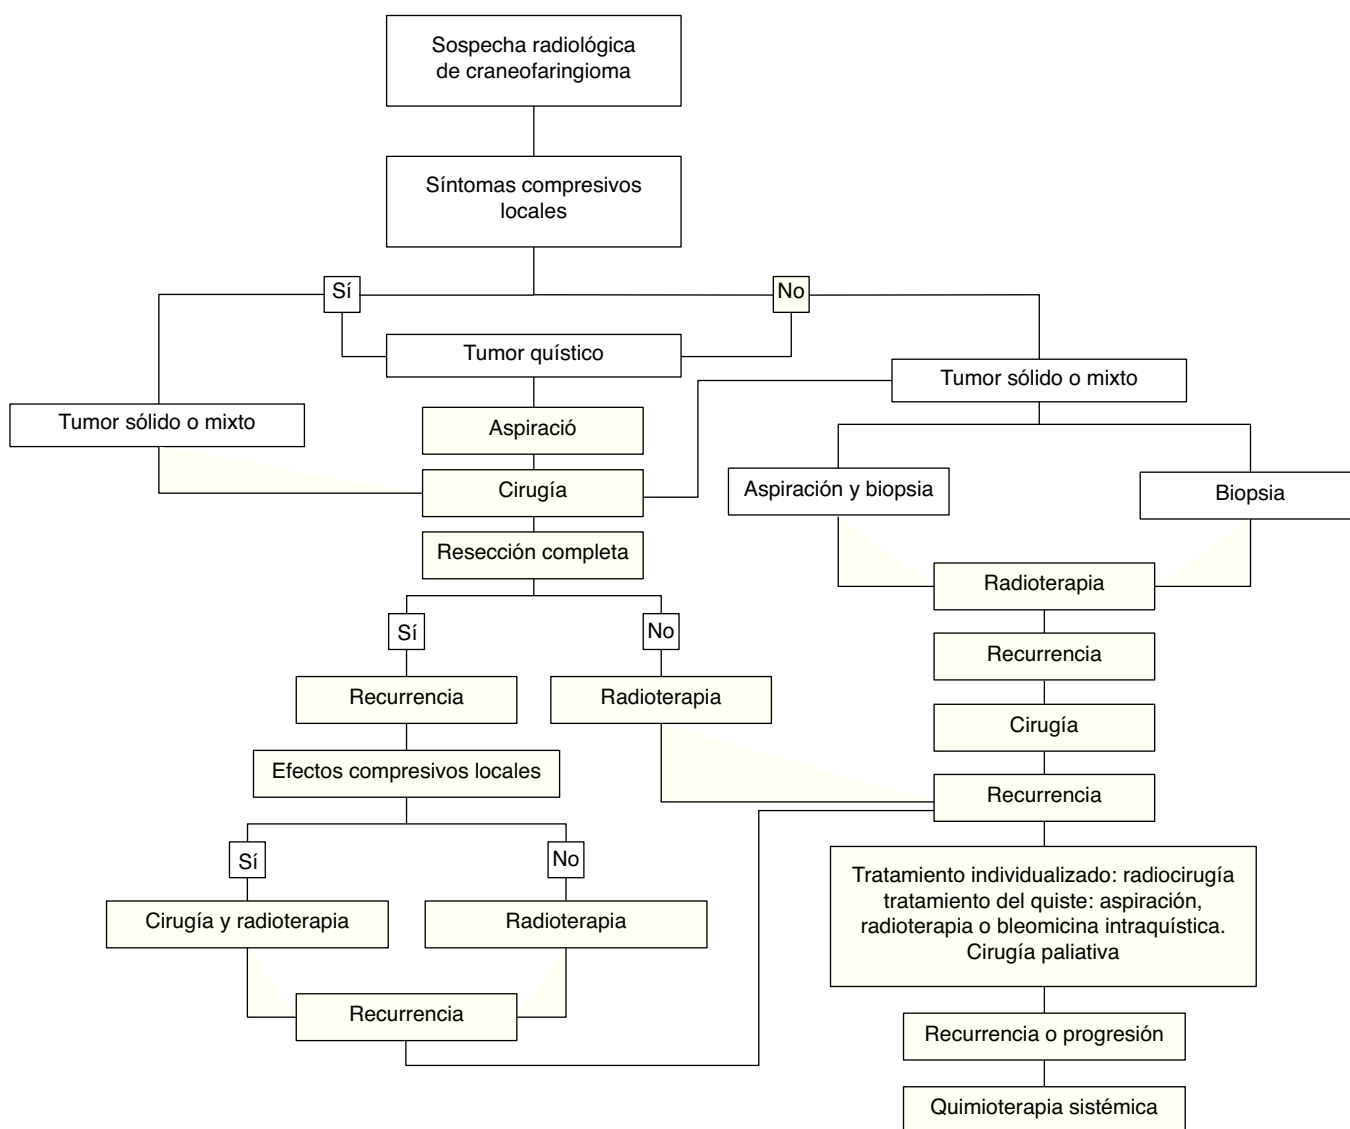 Sospecha radiológica
de craneofaringioma
Síntomas compresivos
locales
Sí
No
Tumor quístico
Tumor sólido o mixto
Tumor sólido o mixto
Aspiració
Cirugía
Aspiración y biopsia
Biopsia
Resección completa
Radioterapia
Sí
No
Recurrencia
Recurrencia
Radioterapia
Cirugía
Efectos compresivos locales
Recurrencia
Sí
No
Tratamiento individualizado: radiocirugía
tratamiento del quiste: aspiración,
radioterapia o bleomicina intraquística.
Cirugía paliativa
Cirugía y radioterapia
Radioterapia
Recurrencia
Recurrencia o progresión
Quimioterapia sistémica